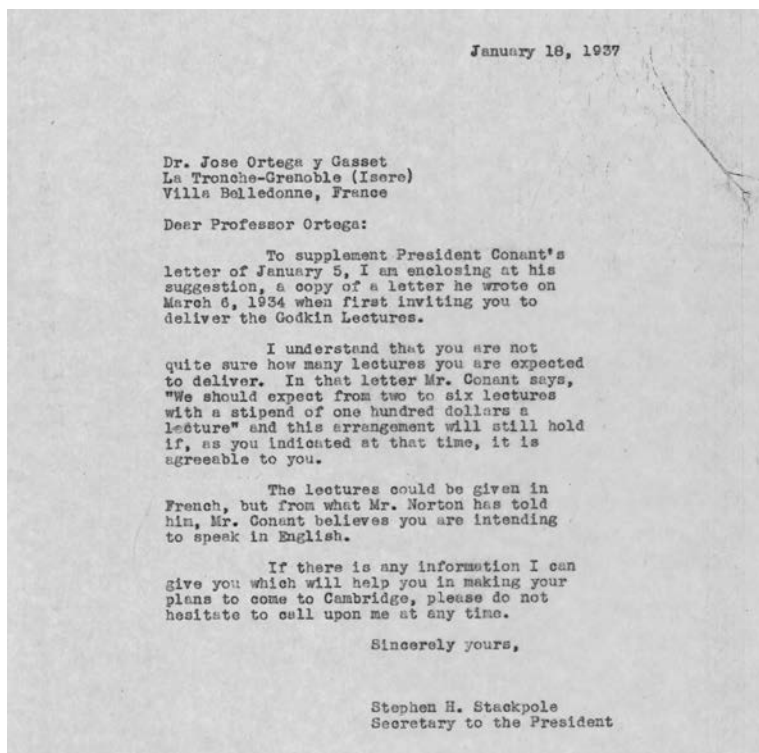 January 18, 1937
Dr. Jose Ortega y Gasset
La Tronche-Grenoble (Isere)
Villa Belledonne, France
Dear Professor Ortega:
To supplement President Conant's
letter of January 5, I am enclosing at his
suggestion, a copy of a letter he wrote on
March 6, 1934 when first inviting you to
deliver the Godkin Lectures.
I understand that you are not
quite sure how many lectures you are expected
to deliver. In that letter Mr. Conant says,
"We should expect from two to six lectures
with a stipend of one hundred dollars a
lecture" and this arrangement will still hold
if, as you indicated at that time, it is
agreeable to you.
The lectures could be given in
French, but from what Mr. Norton has told
him, Mr. Conant believes you are intending
to speak in English.
If there is any information I can
give you which will help you in making your
plans to come to Cambridge, please do not
hesitate to call upon me at any time.
Sincerely yours,
Stephen H. Stackpole
Secretary to the President